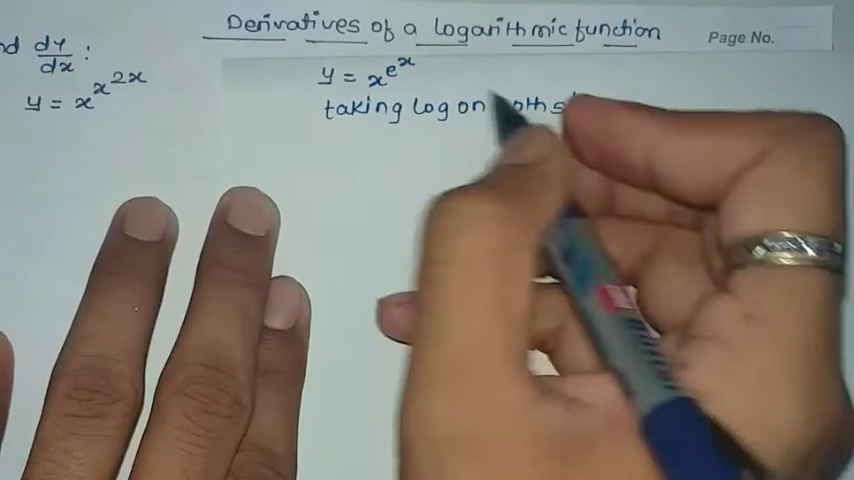 Derivatives of a logarithmic function
Page No.
dy/dx :
y = x^x^2x
y = x^e^x
taking log on